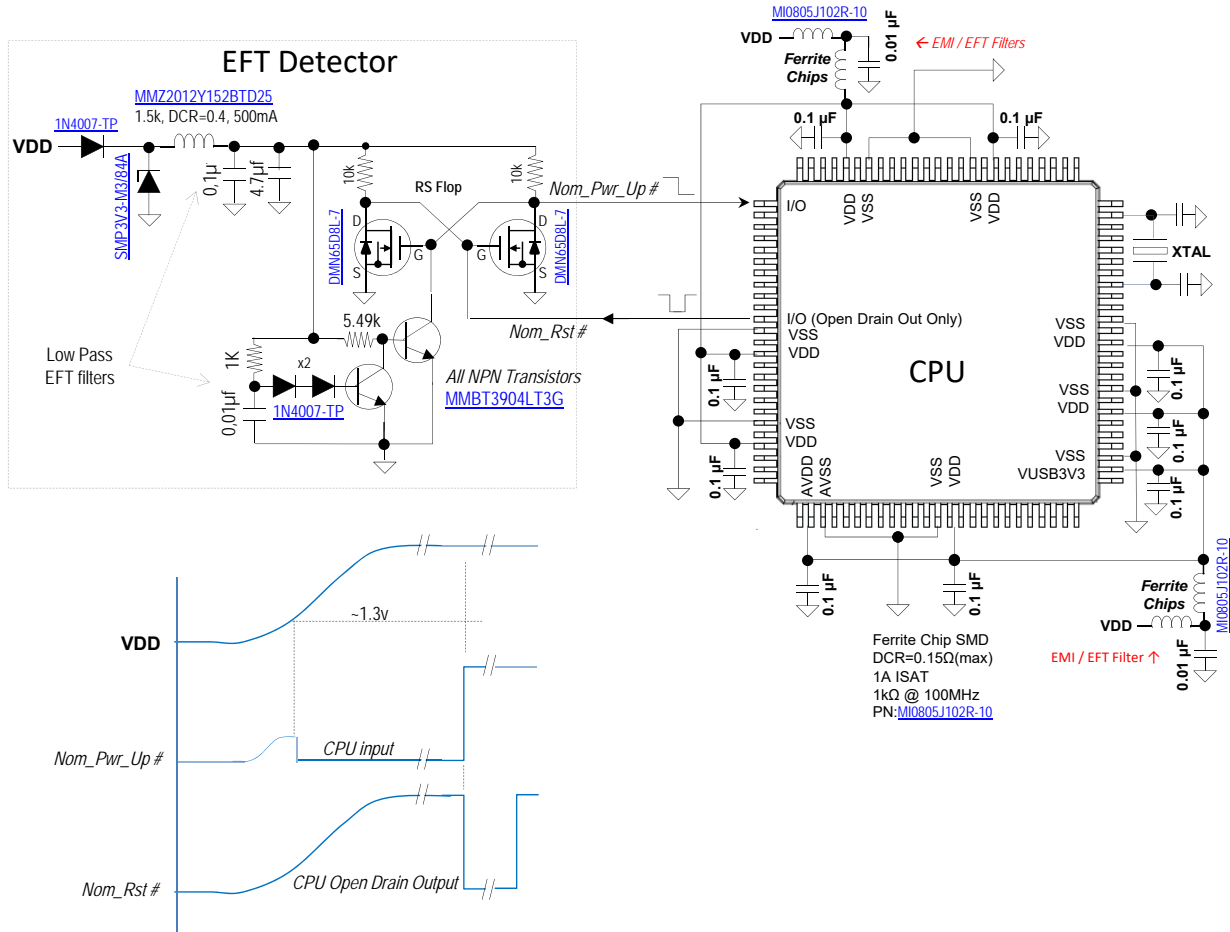 MI0805J102R-10
VDD
0.01 µF
← EMI / EFT Filters
Ferrite
Chips
0.1 µF
0.1 µF
EFT Detector
MMZ2012Y152BTD25
1.5k, DCR=0.4, 500mA
1N4007-TP
VDD
SMP3V3-M3/84A
0,1µ
4.7µf
10k
10k
RS Flop
Nom_Pwr_Up #
D
G
S
DMN65D8L-7
D
G
S
DMN65D8L-7
Nom_Rst #
5.49k
1K
x2
0,01µf
1N4007-TP
Low Pass
EFT filters
All NPN Transistors
MMBT3904LT3G
I/O
VDD
VSS
VSS
VDD
XTAL
I/O (Open Drain Out Only)
VSS
VDD
0.1 µF
VSS
VDD
0.1 µF
CPU
VSS
VDD
0.1 µF
VSS
VDD
0.1 µF
VSS
VUSB3V3
0.1 µF
AVDD
AVSS
VSS
VDD
0.1 µF
0.1 µF
MI0805J102R-10
Ferrite
Chips
VDD
0.01 µF
EMI / EFT Filter ↑
Ferrite Chip SMD
DCR=0.15Ω(max)
1A ISAT
1kΩ @ 100MHz
PN:MI0805J102R-10
~1.3v
VDD
Nom_Pwr_Up #
CPU input
Nom_Rst #
CPU Open Drain Output